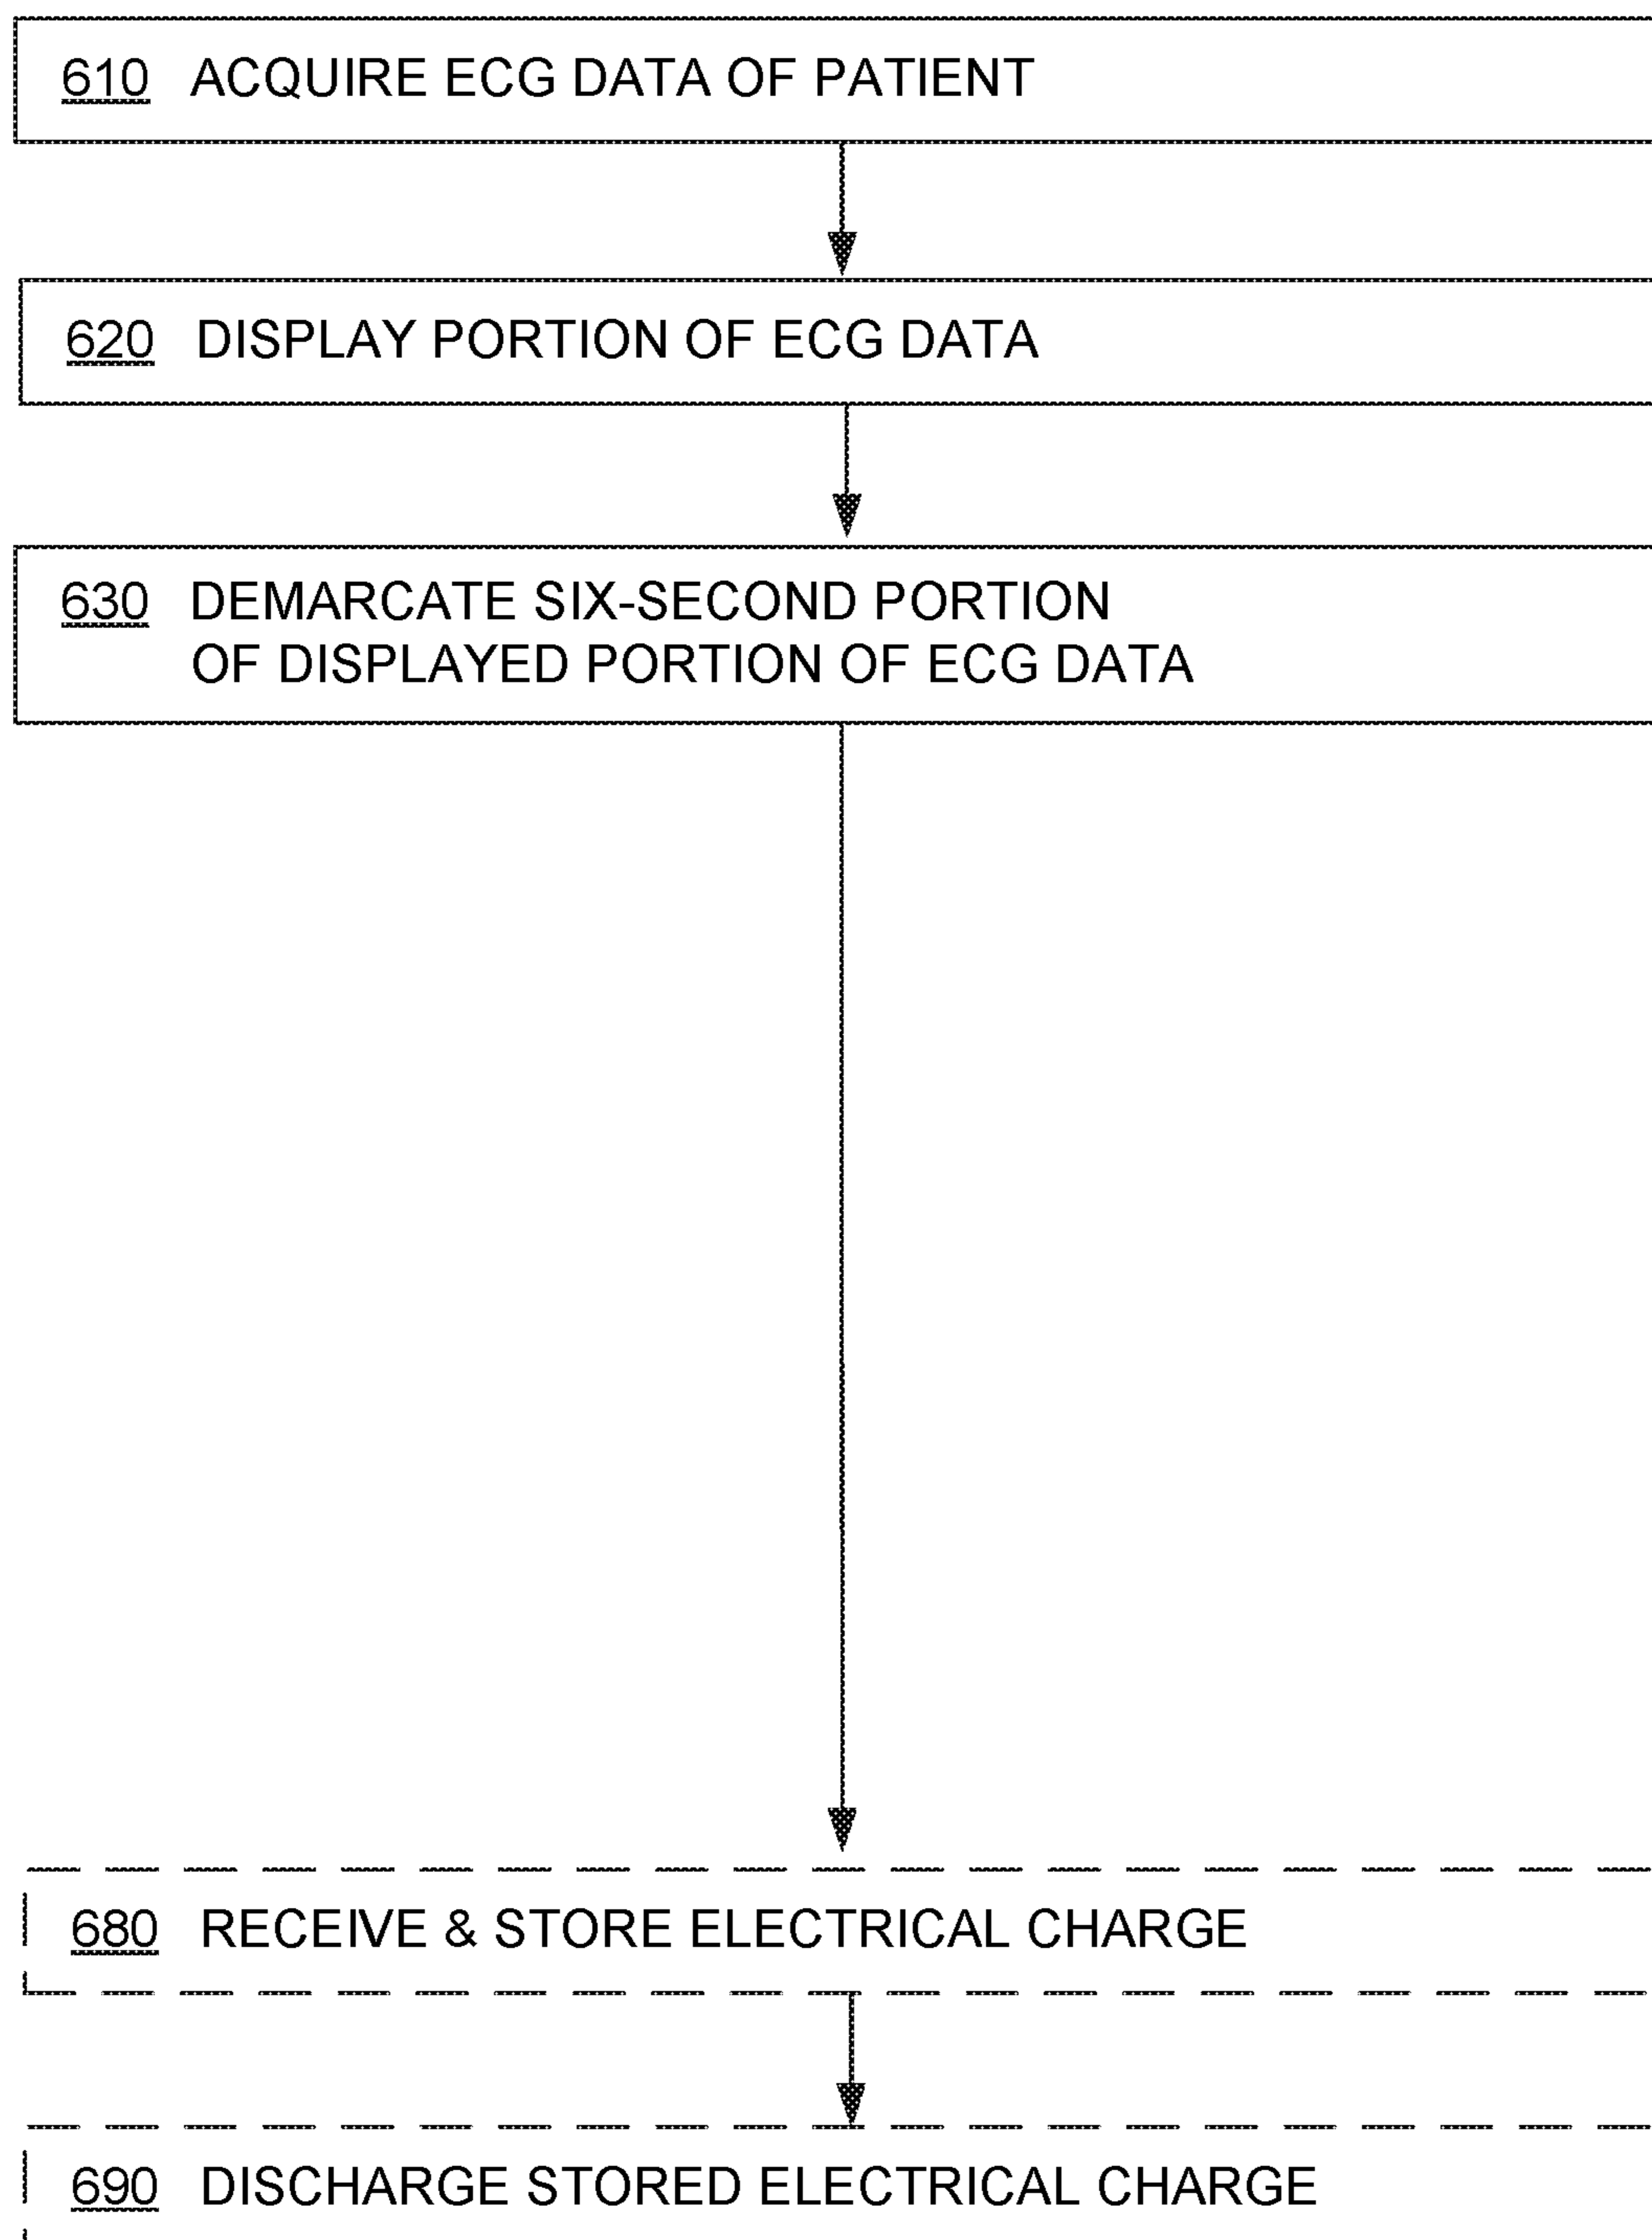 610 ACQUIRE ECG DATA OF PATIENT
620 DISPLAY PORTION OF ECG DATA
630 DEMARCATE SIX-SECOND PORTION
OF DISPLAYED PORTION OF ECG DATA
680 RECEIVE & STORE ELECTRICAL CHARGE
690 DISCHARGE STORED ELECTRICAL CHARGE